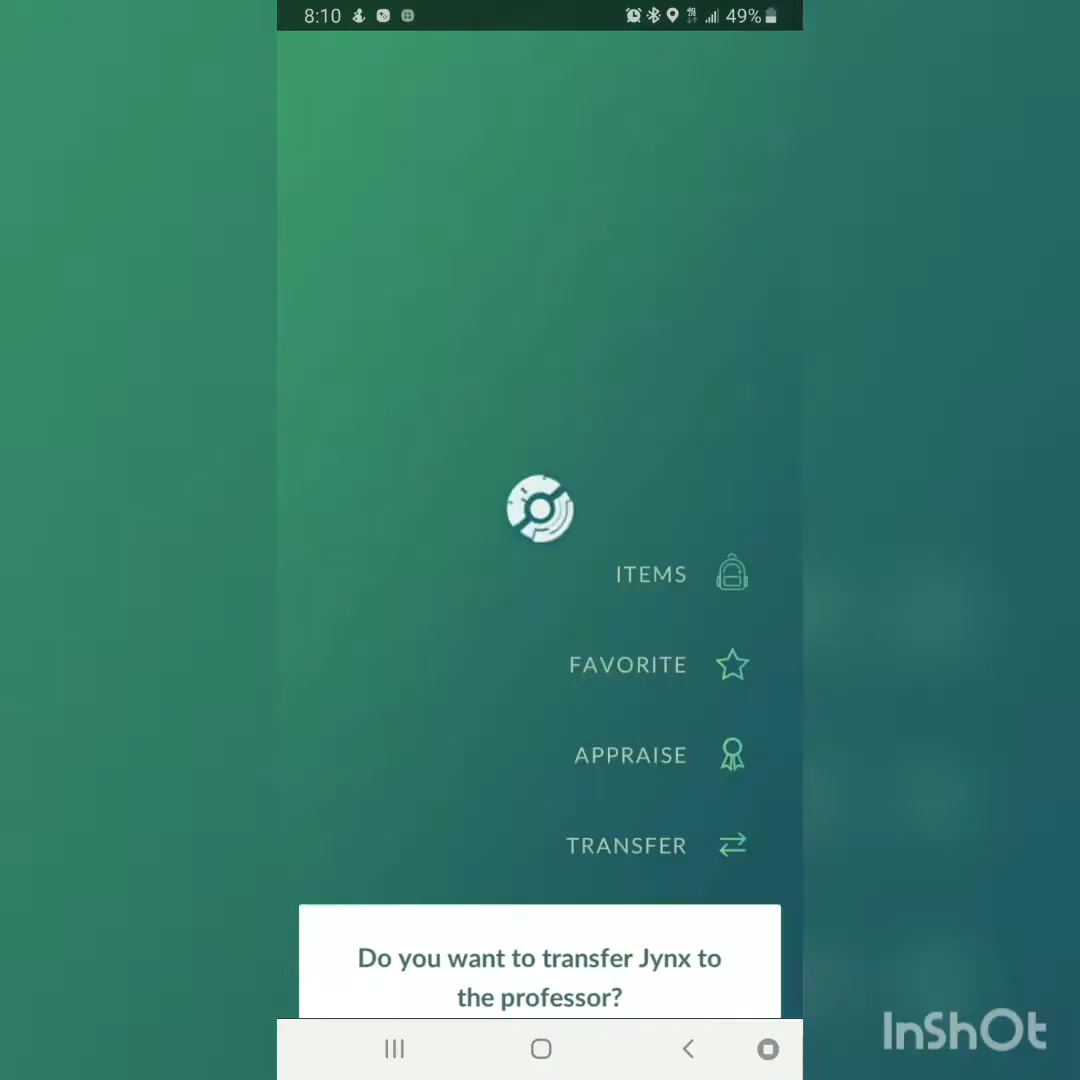 8:10
49%
ITEMS
FAVORITE
APPRAISE
TRANSFER
Do you want to transfer Jynx to
the professor?
InShOt